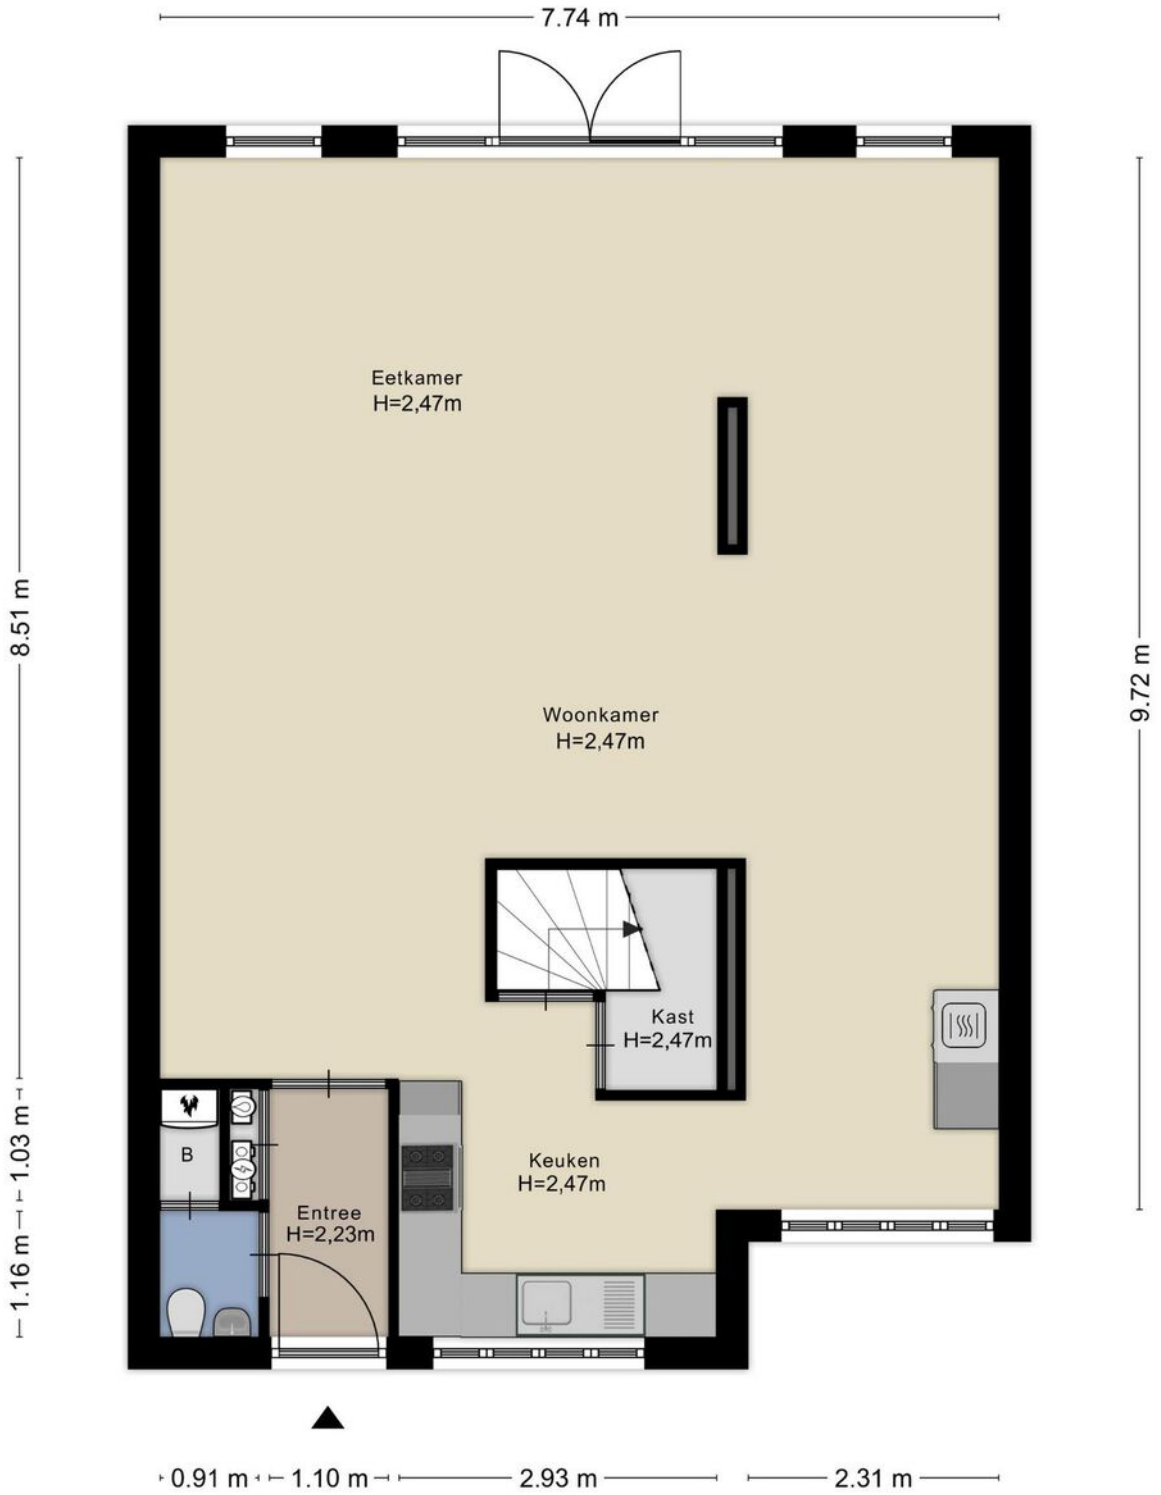 7.74 m
Eetkamer
H=2,47m
8.51 m
9.72 m
Woonkamer
H=2,47m
Kast
H=2,47m
1.03 m
B
Keuken
H=2,47m
Entree
H=2,23m
1.16 m
0.91 m
1.10 m
2.93 m
2.31 m